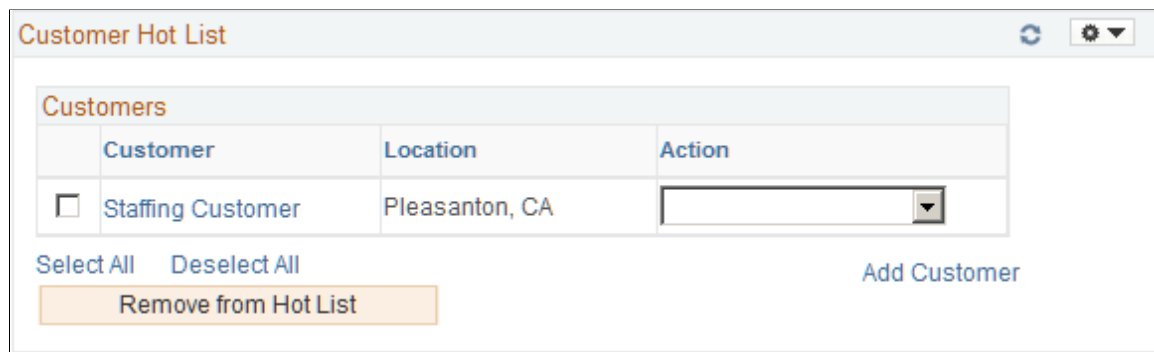 Customer Hot List
Customers
Customer Location Action
Staffing Customer Pleasanton, CA
Select All Deselect All Add Customer
Remove from Hot List